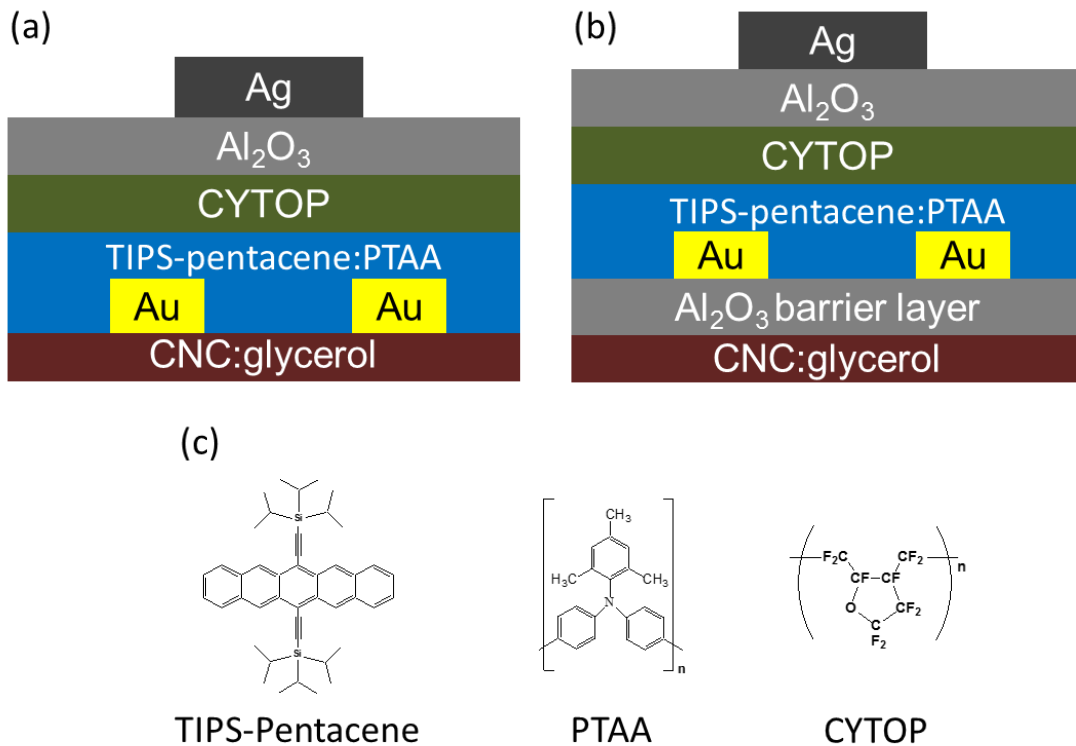 (a)
Ag
Al2O3
CYTOP
TIPS-pentacene:PTAA
Au Au
CNC:glycerol
(b)
Ag
Al2O3
CYTOP
TIPS-pentacene:PTAA
Au Au
Al2O3 barrier layer
CNC:glycerol
(c)
Si
Si
TIPS-Pentacene
CH3
CH3 CH3
N
n
PTAA
F2C CF2
n
CF CF
O CF2
C
F2
CYTOP